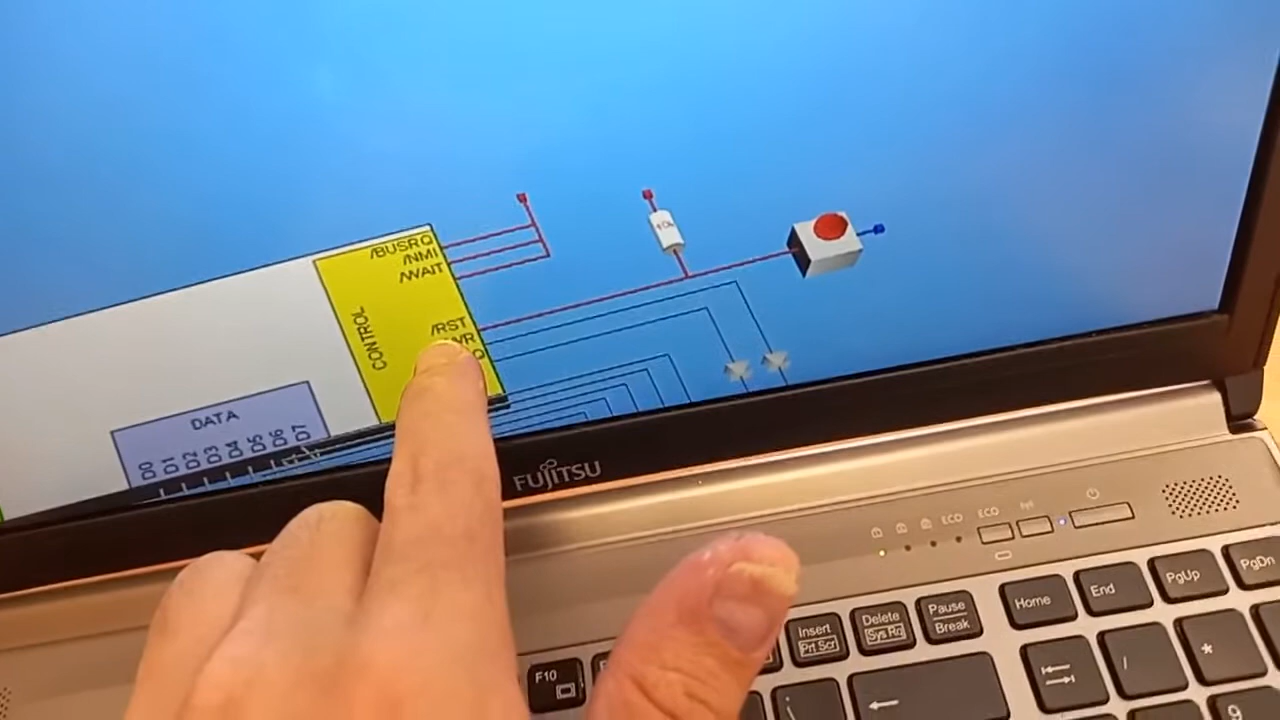 /BUSRQ
/NMI
/WAIT
/RST
CONTROL
DATA
D0
D1
D2
D3
D4
D5
D6
D7
FUJITSU
ECO
ECO
Home
End
PgUp
PgDn
Insert
Prt Scr
Delete
Sys Rq
Pause
Break
F10
/
*
9